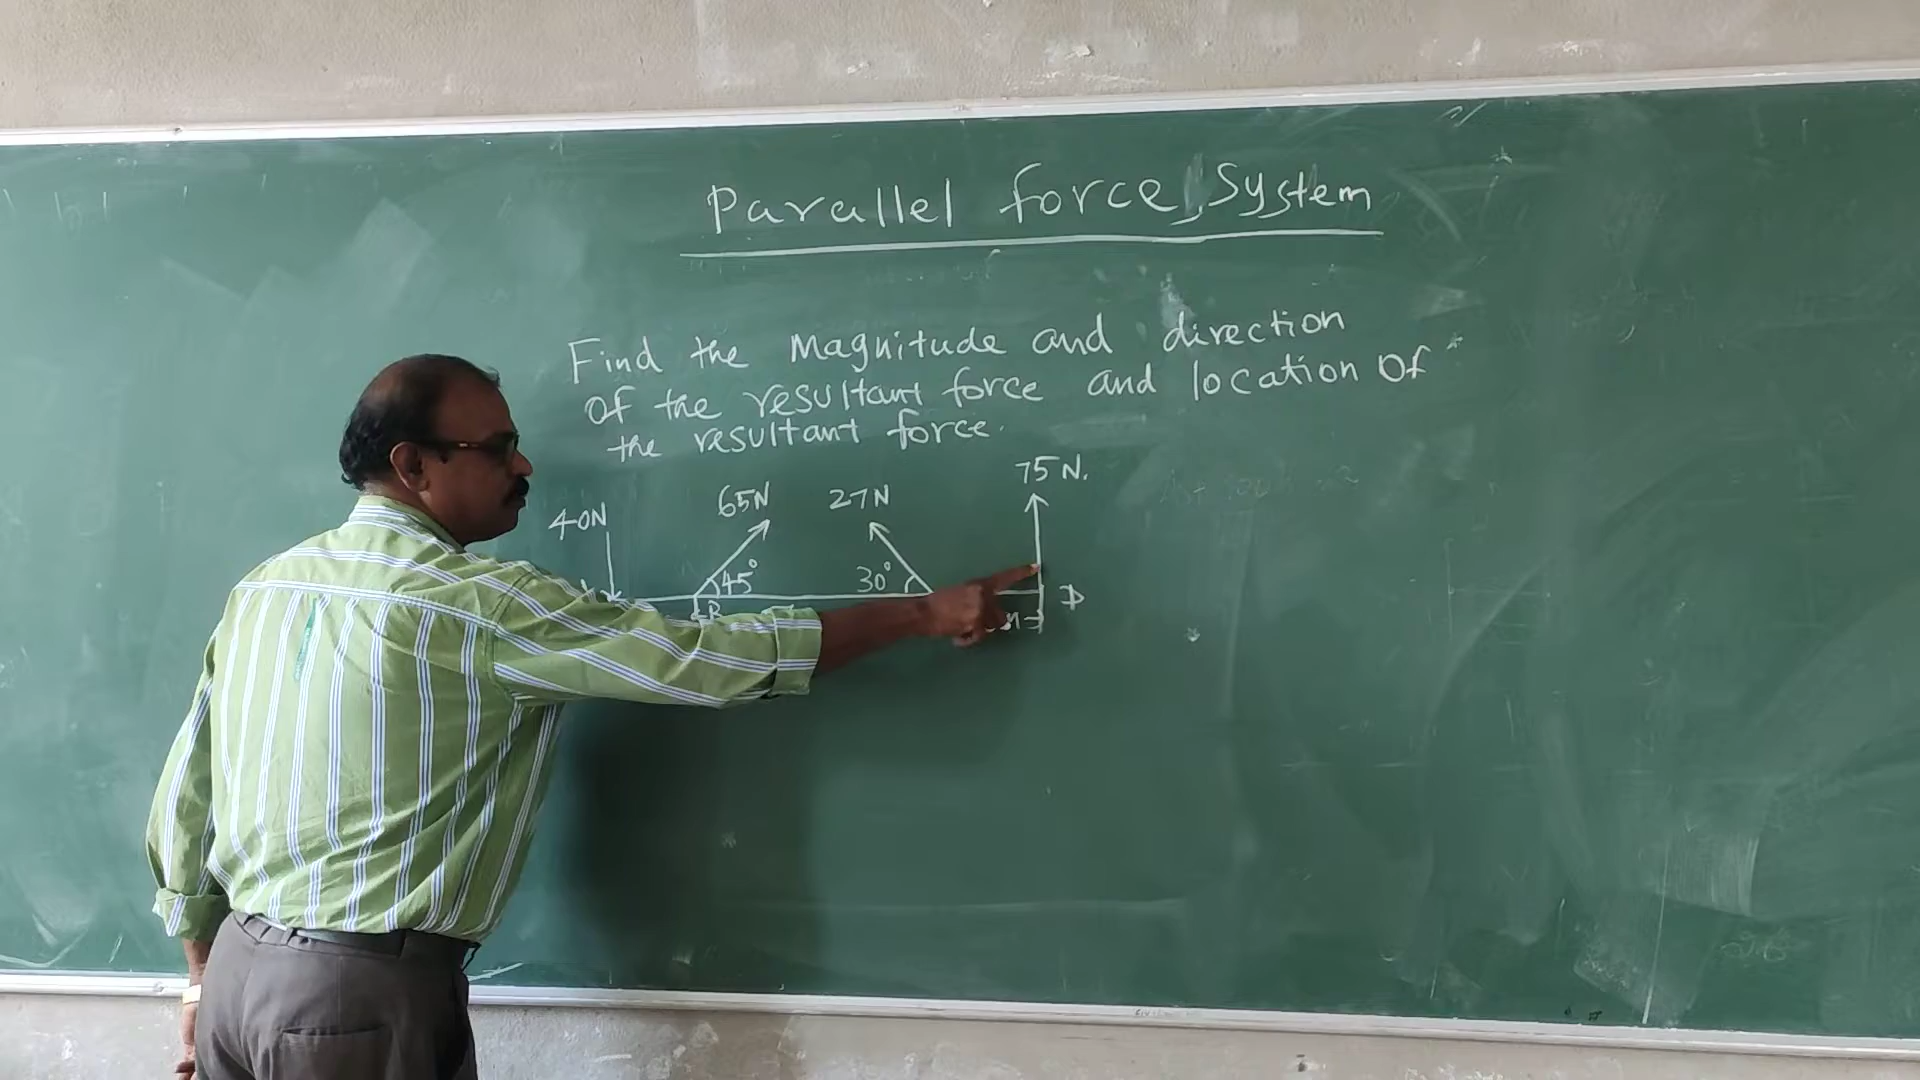 Parallel force System
Find the Magnitude and direction
of the resultant force and location of
the resultant force.
75 N.
65N 27N
40N
45° 30°
B D
M